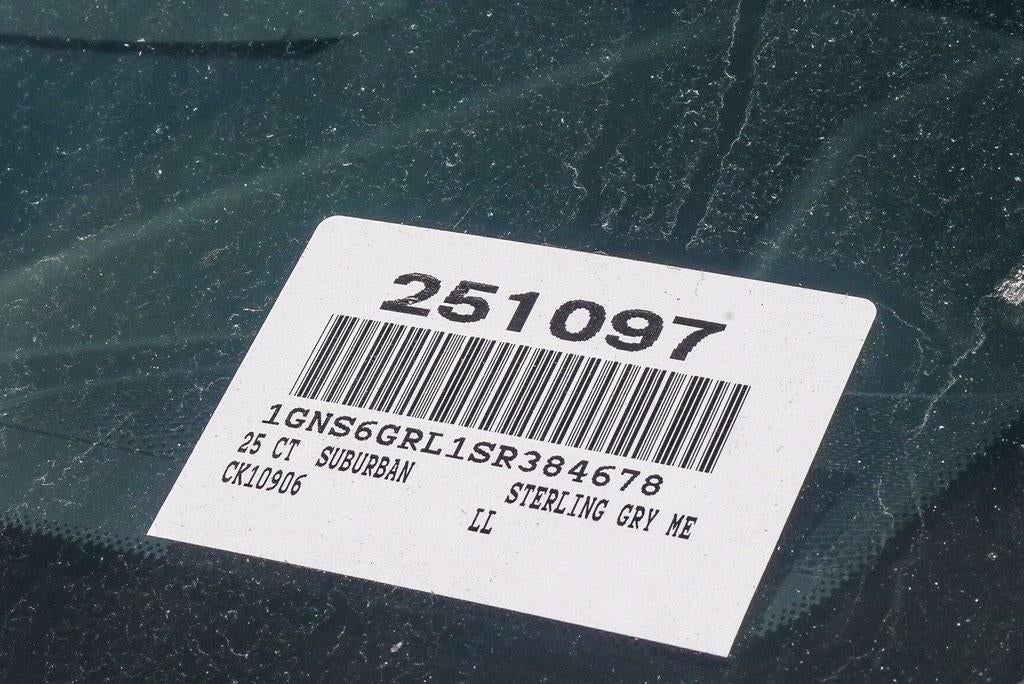 251097
1GNS6GRL1SR384678
25 CT SUBURBAN
CK10906 STERLING GRY ME
LL